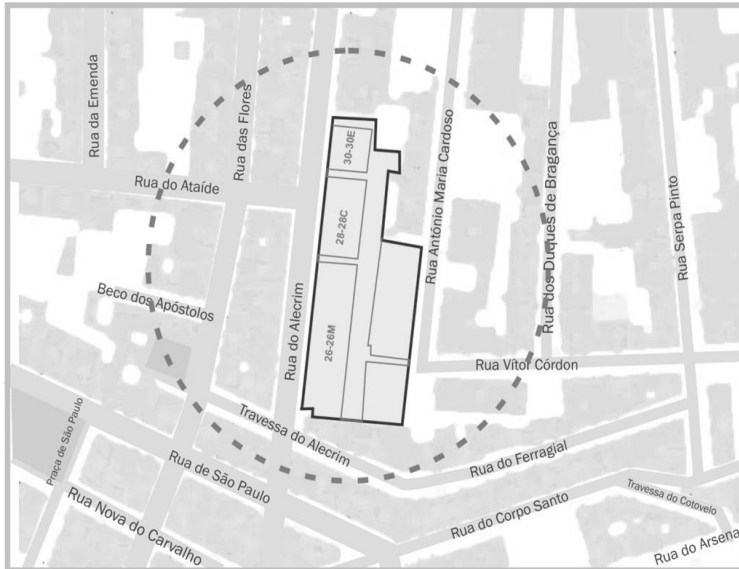 Rua da Emenda
Rua das Flores
Rua do Ataíde
Beco dos Apóstolos
Rua do Alecrim
30-30E
28-28C
26-26M
Rua António Maria Cardoso
Rua dos Duques de Bragança
Rua Serpa Pinto
Rua Vítor Córdon
Travessa do Alecrim
Rua do Ferragial
Praça de São Paulo
Rua de São Paulo
Rua Nova do Carvalho
Rua do Corpo Santo
Travessa do Cotovelo
Rua do Arsena